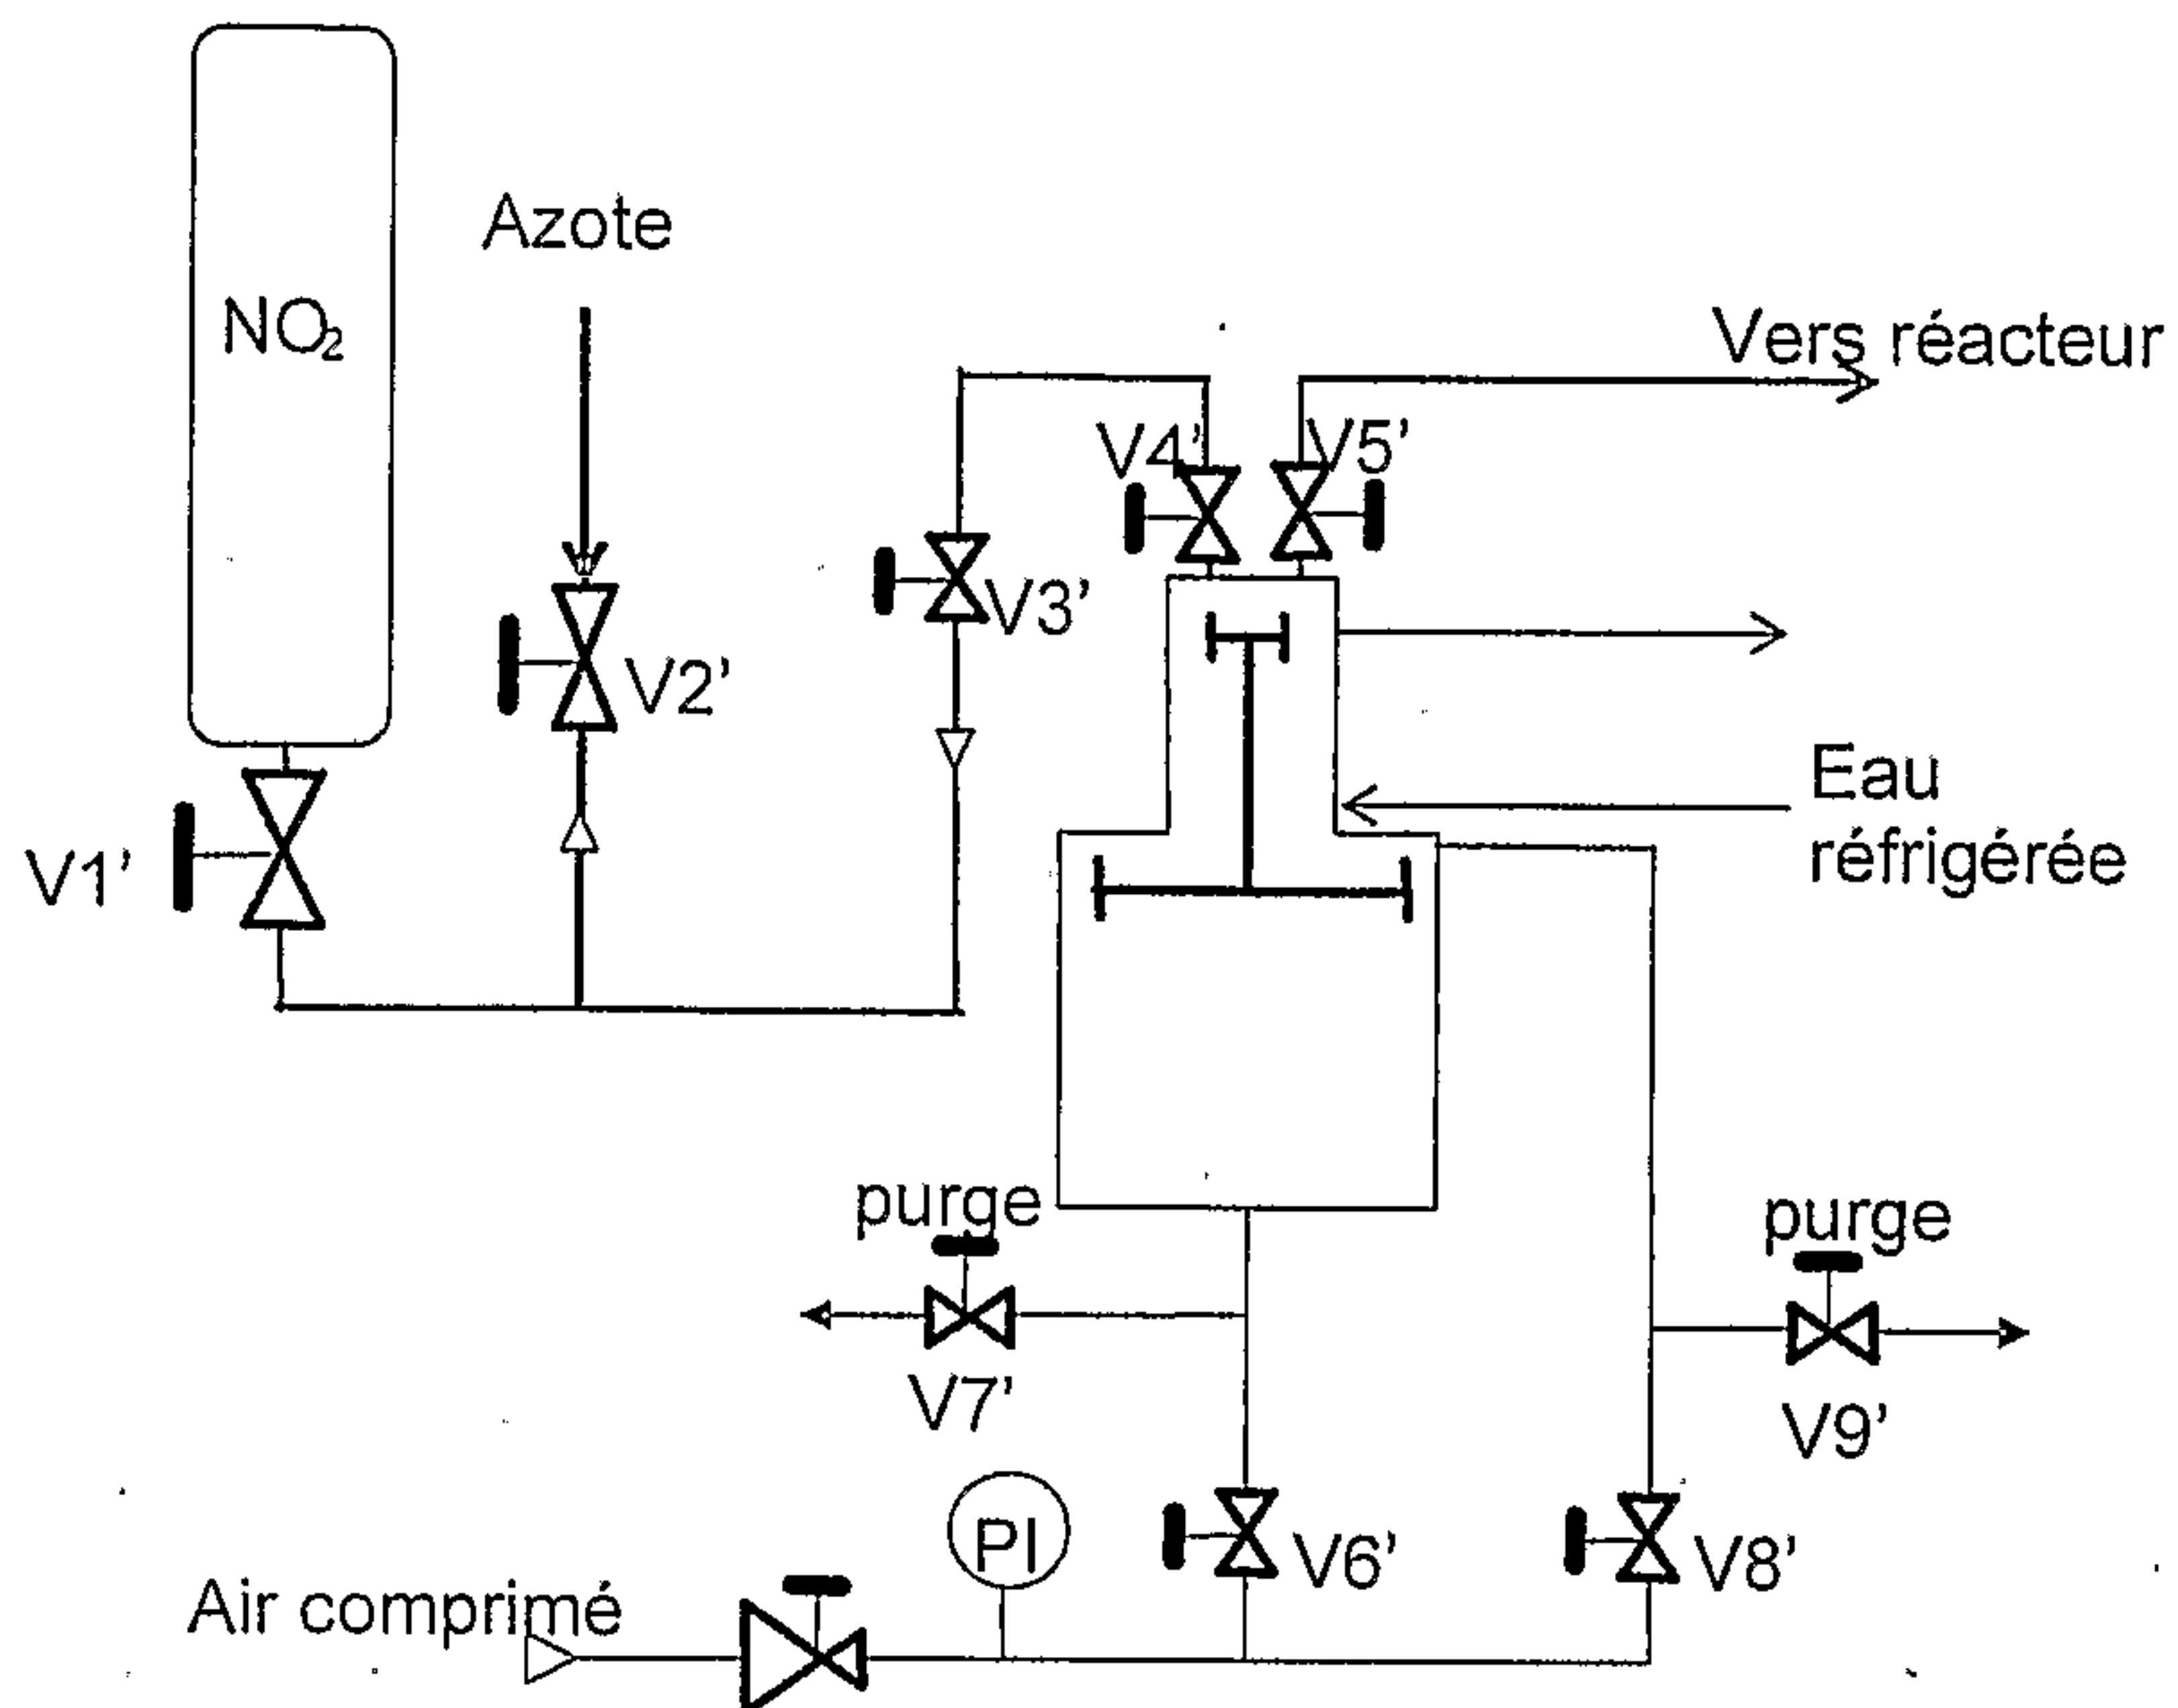 NO₂
Azote
Vers réacteur
V4'
V5'
V3'
V2'
Eau
réfrigérée
V1'
purge
purge
V7'
V9'
PI
V6'
V8'
Air comprimé